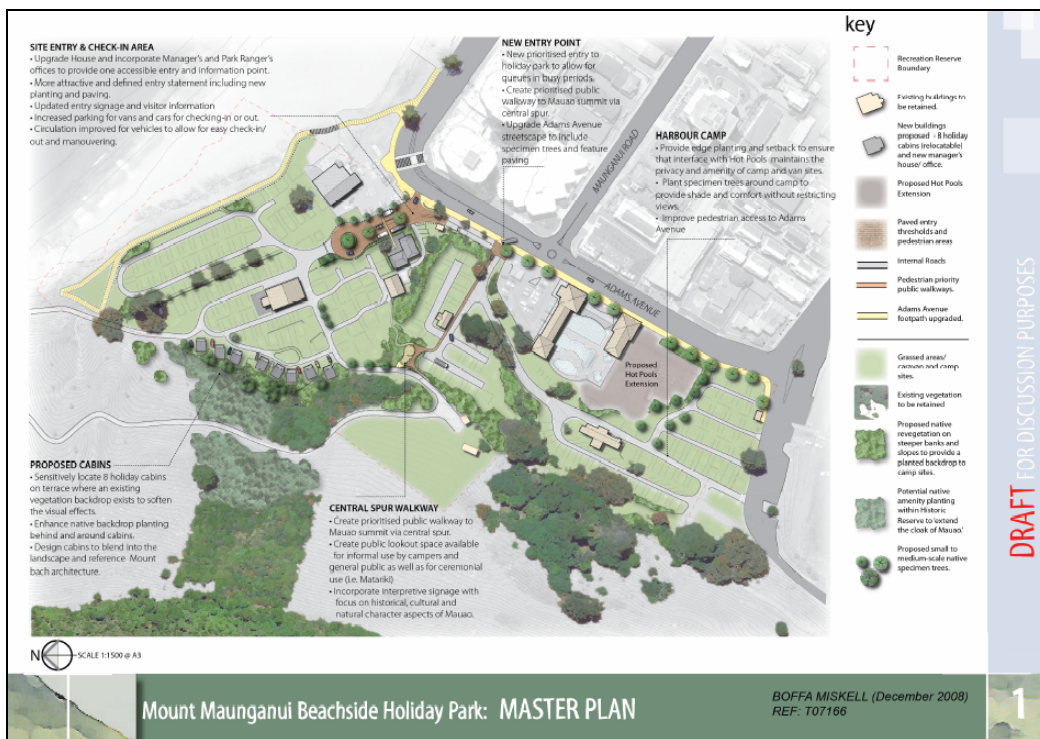 SITE ENTRY & CHECK-IN AREA
• Upgrade House and incorporate Manager's and Park Ranger's
offices to provide one accessible entry and information point.
• More attractive and defined entry statement including new
planting and paving.
• Updated entry signage and visitor information
• Increased parking for vans and cars for checking-in or out.
• Circulation improved for vehicles to allow for easy check-in/
out and manouvering.
NEW ENTRY POINT
• New prioritised entry to
holiday park to allow for
queues in busy periods.
• Create prioritised public
walkway to Mauao summit via
central spur.
• Upgrade Adams Avenue
streetscape to include
specimen trees and feature
paving
MAUNGANUI ROAD
HARBOUR CAMP
• Provide edge planting and setback to ensure
that interface with Hot Pools maintains the
privacy and amenity of camp and van sites.
• Plant specimen trees around camp to
provide shade and comfort without restricting
views.
• Improve pedestrian access to Adams
Avenue
ADAMS AVENUE
Proposed
Hot Pools
Extension
PROPOSED CABINS
• Sensitively locate 8 holiday cabins
on terrace where an existing
vegetation backdrop exists to soften
the visual effects.
• Enhance native backdrop planting
behind and around cabins.
• Design cabins to blend into the
landscape and reference Mount
bach architecture.
CENTRAL SPUR WALKWAY
• Create prioritised public walkway to
Mauao summit via central spur.
• Create public lookout space available
for informal use by campers and
general public as well as for ceremonial
use (i.e. Matariki)
• Incorporate interpretive signage with
focus on historical, cultural and
natural character aspects of Mauao.
key
Recreation Reserve
Boundary
Existing buildings to
be retained.
New buildings
proposed - 8 holiday
cabins (relocatable)
and new manager's
house/ office.
Proposed Hot Pools
Extension
Paved entry
thresholds and
pedestrian areas
Internal Roads
Pedestrian priority
public walkways.
Adams Avenue
footpath upgraded.
Grassed areas/
caravan and camp
sites.
Existing vegetation
to be retained
Proposed native
revegetation on
steeper banks and
slopes to provide a
planted backdrop to
camp sites.
Potential native
amenity planting
within Historic
Reserve to 'extend
the cloak of Mauao.'
Proposed small to
medium-scale native
specimen trees.
DRAFT FOR DISCUSSION PURPOSES
N
SCALE 1:1500 @ A3
Mount Maunganui Beachside Holiday Park: MASTER PLAN
BOFFA MISKELL (December 2008)
REF: T07166
1